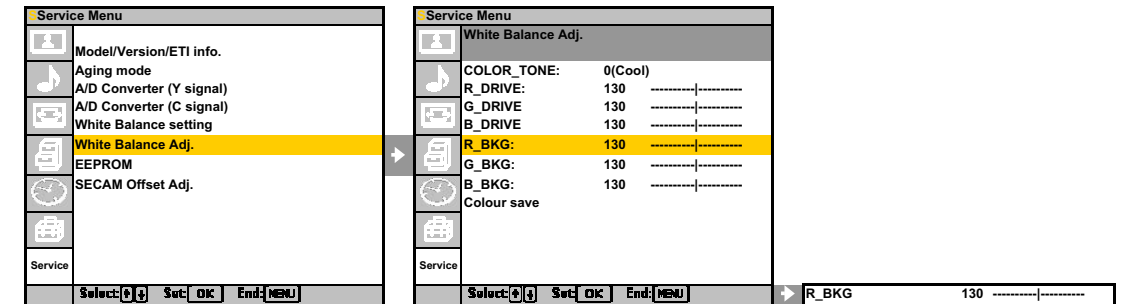 Service Menu
Model/Version/ETI info.
Aging mode
A/D Converter (Y signal)
A/D Converter (C signal)
White Balance setting
White Balance Adj.
EEPROM
SECAM Offset Adj.
Service
Select: Set: OK End: MENU
Service Menu
White Balance Adj.
COLOR_TONE: 0(Cool)
R_DRIVE: 130 ----------|----------
G_DRIVE 130 ----------|----------
B_DRIVE 130 ----------|----------
R_BKG: 130 ----------|----------
G_BKG: 130 ----------|----------
B_BKG: 130 ----------|----------
Colour save
Service
Select: Set: OK End: MENU
R_BKG 130 ----------|----------